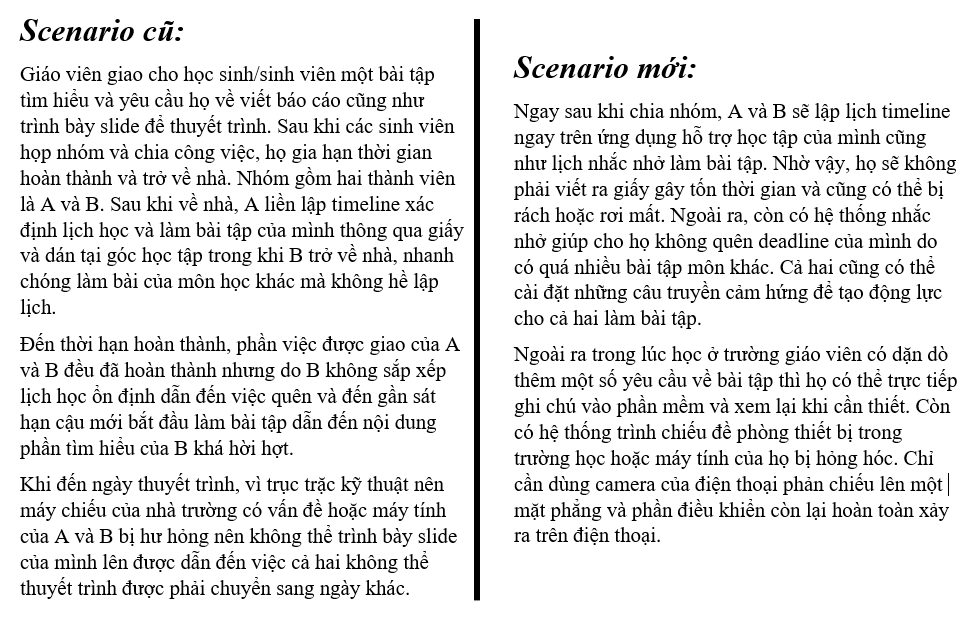 Scenario cũ:
Giáo viên giao cho học sinh/sinh viên một bài tập
tìm hiểu và yêu cầu họ về viết báo cáo cũng như
trình bày slide để thuyết trình. Sau khi các sinh viên
họp nhóm và chia công việc, họ gia hạn thời gian
hoàn thành và trở về nhà. Nhóm gồm hai thành viên
là A và B. Sau khi về nhà, A liền lập timeline xác
định lịch học và làm bài tập của mình thông qua giấy
và dán tại góc học tập trong khi B trở về nhà, nhanh
chóng làm bài của môn học khác mà không hề lập
lịch.
Đến thời hạn hoàn thành, phần việc được giao của A
và B đều đã hoàn thành nhưng do B không sắp xếp
lịch học ổn định dẫn đến việc quên và đến gần sát
hạn cậu mới bắt đầu làm bài tập dẫn đến nội dung
phần tìm hiểu của B khá hời hợt.
Khi đến ngày thuyết trình, vì trục trặc kỹ thuật nên
máy chiếu của nhà trường có vấn đề hoặc máy tính
của A và B bị hư hỏng nên không thể trình bày slide
của mình lên được dẫn đến việc cả hai không thể
thuyết trình được phải chuyển sang ngày khác.
Scenario mới:
Ngay sau khi chia nhóm, A và B sẽ lập lịch timeline
ngay trên ứng dụng hỗ trợ học tập của mình cũng
như lịch nhắc nhở làm bài tập. Nhờ vậy, họ sẽ không
phải viết ra giấy gây tốn thời gian và cũng có thể bị
rách hoặc rơi mất. Ngoài ra, còn có hệ thống nhắc
nhở giúp cho họ không quên deadline của mình do
có quá nhiều bài tập môn khác. Cả hai cũng có thể
cài đặt những câu truyền cảm hứng để tạo động lực
cho cả hai làm bài tập.
Ngoài ra trong lúc học ở trường giáo viên có dặn dò
thêm một số yêu cầu về bài tập thì họ có thể trực tiếp
ghi chú vào phần mềm và xem lại khi cần thiết. Còn
có hệ thống trình chiếu đề phòng thiết bị trong
trường học hoặc máy tính của họ bị hỏng hóc. Chỉ
cần dùng camera của điện thoại phản chiếu lên một
mặt phẳng và phần điều khiển còn lại hoàn toàn xảy
ra trên điện thoại.